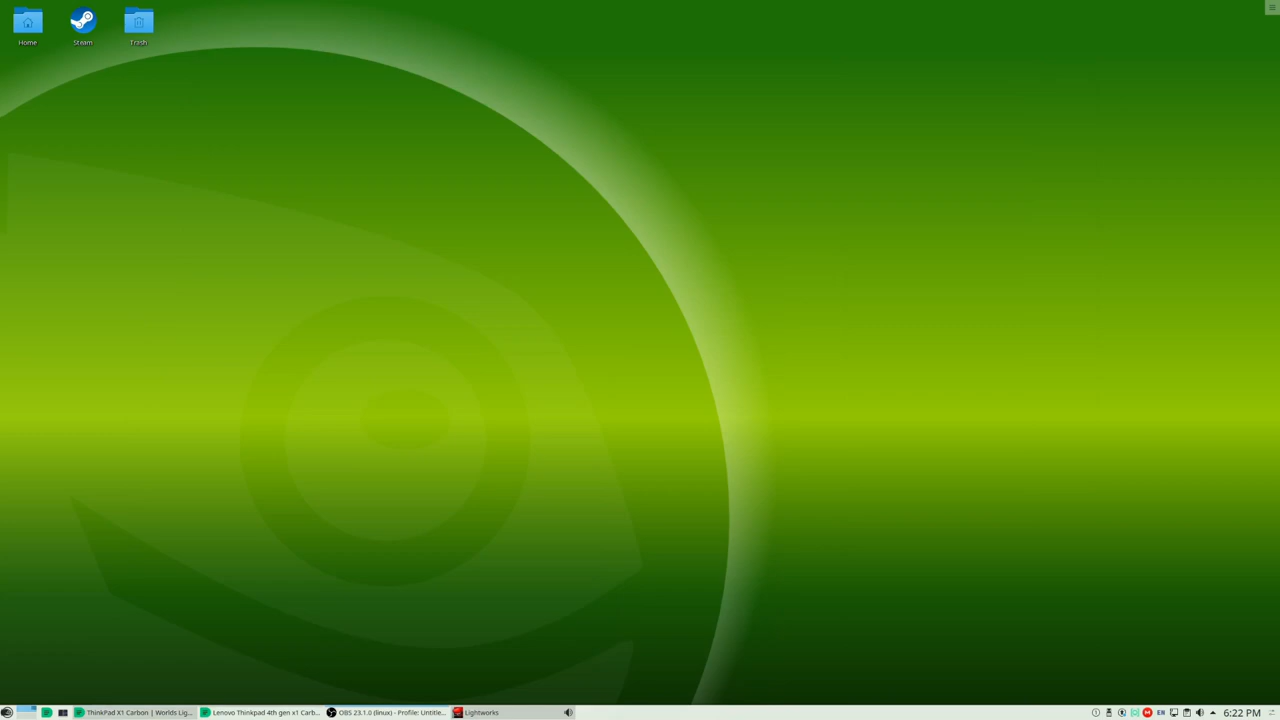 Home
Steam
Trash
ThinkPad X1 Carbon | Worlds Lig...
Lenovo Thinkpad 4th gen x1 Carb...
OBS 23.1.0 (linux) - Profile: Untitle...
Lightworks
EN
6:22 PM